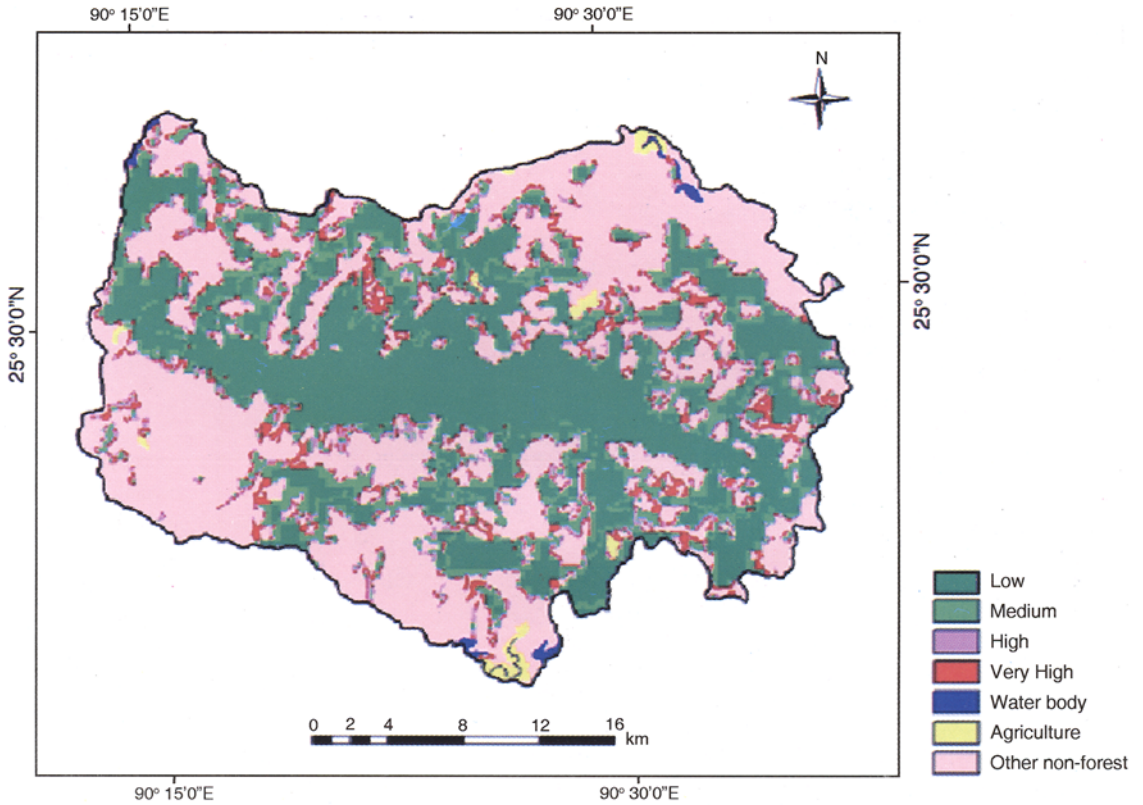 90° 15'0"E
90° 30'0"E
N
25° 30'0"N
25° 30'0"N
Low
Medium
High
Very High
Water body
Agriculture
Other non-forest
0 2 4 8 12 16
km
90° 15'0"E
90° 30'0"E